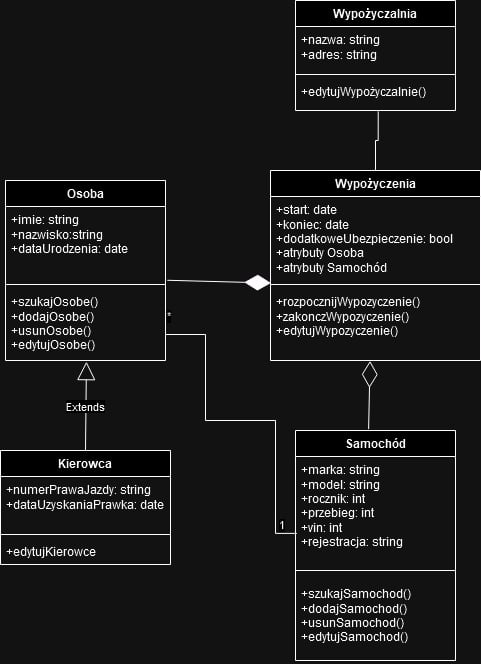 Wypożyczalnia
+nazwa: string
+adres: string
+edytujWypożyczalnie()
Osoba
+imie: string
+nazwisko:string
+dataUrodzenia: date
+szukajOsobe()
+dodajOsobe()
+usunOsobe()
+edytujOsobe()
Wypożyczenia
+start: date
+koniec: date
+dodatkoweUbezpieczenie: bool
+atrybuty Osoba
+atrybuty Samochód
+rozpocznijWypozyczenie()
+zakonczWypozyczenie()
+edytujWypozyczenie()
*
Extends
Kierowca
+numerPrawaJazdy: string
+dataUzyskaniaPrawka: date
+edytujKierowce
1
Samochód
+marka: string
+model: string
+rocznik: int
+przebieg: int
+vin: int
+rejestracja: string
+szukajSamochod()
+dodajSamochod()
+usunSamochod()
+edytujSamochod()